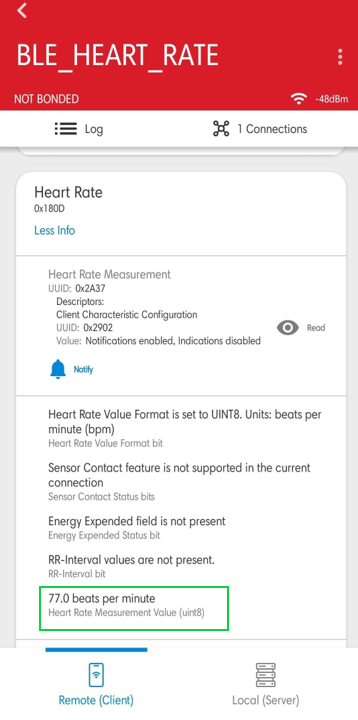 BLE_HEART_RATE
NOT BONDED
-48dBm
Log
1 Connections
Heart Rate
0x180D
Less Info
Heart Rate Measurement
UUID: 0x2A37
Descriptors:
Client Characteristic Configuration
UUID: 0x2902
Read
Value: Notifications enabled, Indications disabled
Notify
Heart Rate Value Format is set to UINT8. Units: beats per
minute (bpm)
Heart Rate Value Format bit
Sensor Contact feature is not supported in the current
connection
Sensor Contact Status bits
Energy Expended field is not present
Energy Expended Status bit
RR-Interval values are not present.
RR-Interval bit
77.0 beats per minute
Heart Rate Measurement Value (uint8)
Remote (Client)
Local (Server)